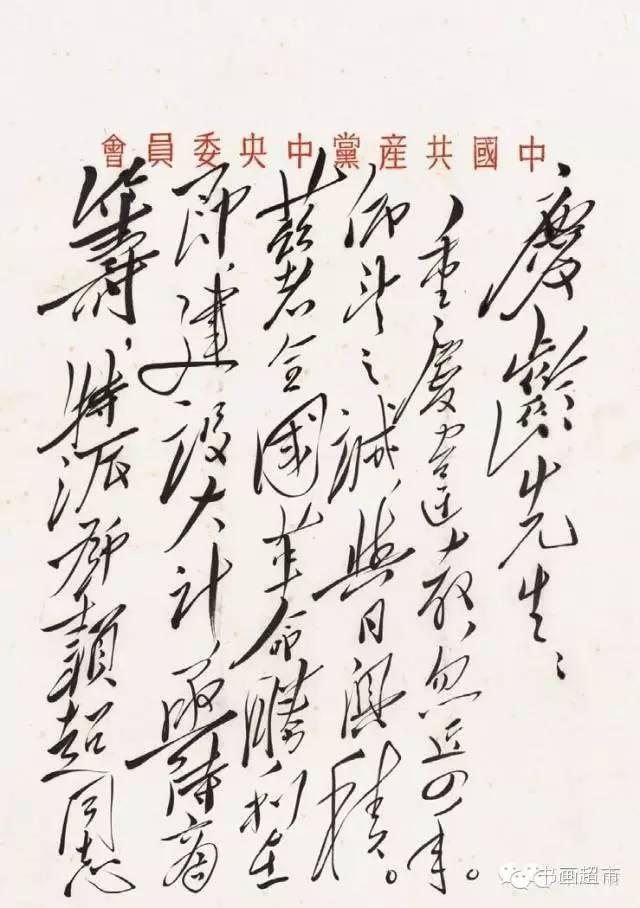 中國共産黨中央委員會
慶齡先生：
重慶違教，忽近四年。
仰望之誠，與日俱積。
兹者全國革命勝利在
即，建設大計，亟待商
籌，特派鄧穎超同志
书画超市